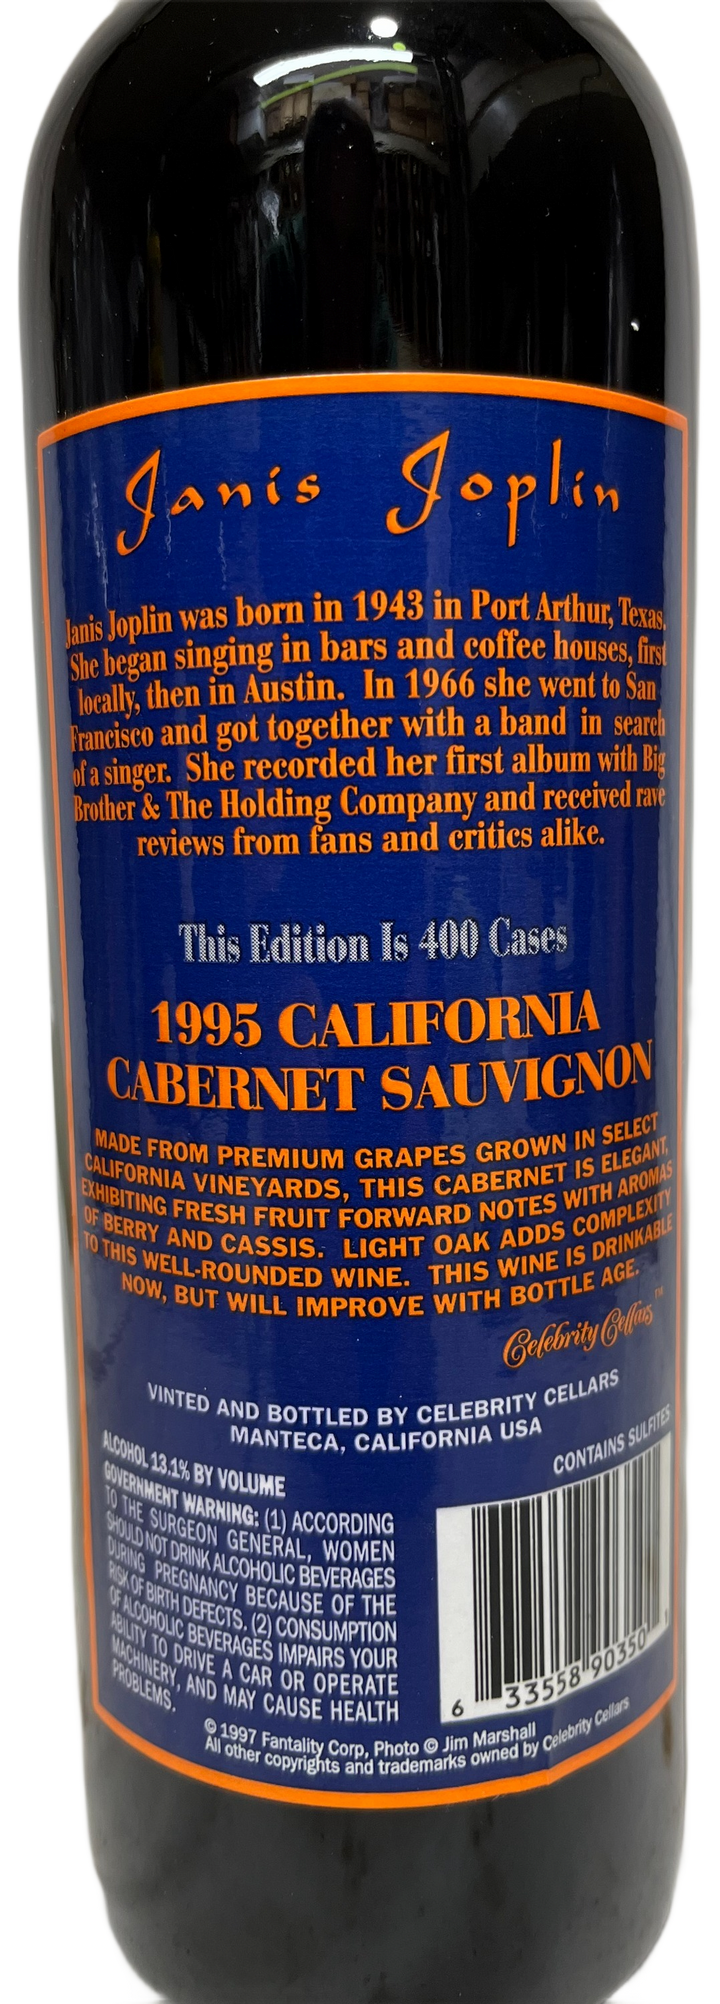 Janis Joplin
Janis Joplin was born in 1943 in Port Arthur, Texas.
She began singing in bars and coffee houses, first
locally, then in Austin. In 1966 she went to San
Francisco and got together with a band in search
of a singer. She recorded her first album with Big
Brother & The Holding Company and received rave
reviews from fans and critics alike.
This Edition Is 400 Cases
1995 CALIFORNIA
CABERNET SAUVIGNON
MADE FROM PREMIUM GRAPES GROWN IN SELECT
CALIFORNIA VINEYARDS, THIS CABERNET IS ELEGANT,
EXHIBITING FRESH FRUIT FORWARD NOTES WITH AROMAS
OF BERRY AND CASSIS. LIGHT OAK ADDS COMPLEXITY
TO THIS WELL-ROUNDED WINE. THIS WINE IS DRINKABLE
NOW, BUT WILL IMPROVE WITH BOTTLE AGE.
Celebrity Cellars™
VINTED AND BOTTLED BY CELEBRITY CELLARS
MANTECA, CALIFORNIA USA
CONTAINS SULFITES
ALCOHOL 13.1% BY VOLUME
GOVERNMENT WARNING: (1) ACCORDING
TO THE SURGEON GENERAL, WOMEN
SHOULD NOT DRINK ALCOHOLIC BEVERAGES
DURING PREGNANCY BECAUSE OF THE
RISK OF BIRTH DEFECTS. (2) CONSUMPTION
OF ALCOHOLIC BEVERAGES IMPAIRS YOUR
ABILITY TO DRIVE A CAR OR OPERATE
MACHINERY, AND MAY CAUSE HEALTH
PROBLEMS.
6 33558 90350 1
© 1997 Fantality Corp, Photo © Jim Marshall
All other copyrights and trademarks owned by Celebrity Cellars